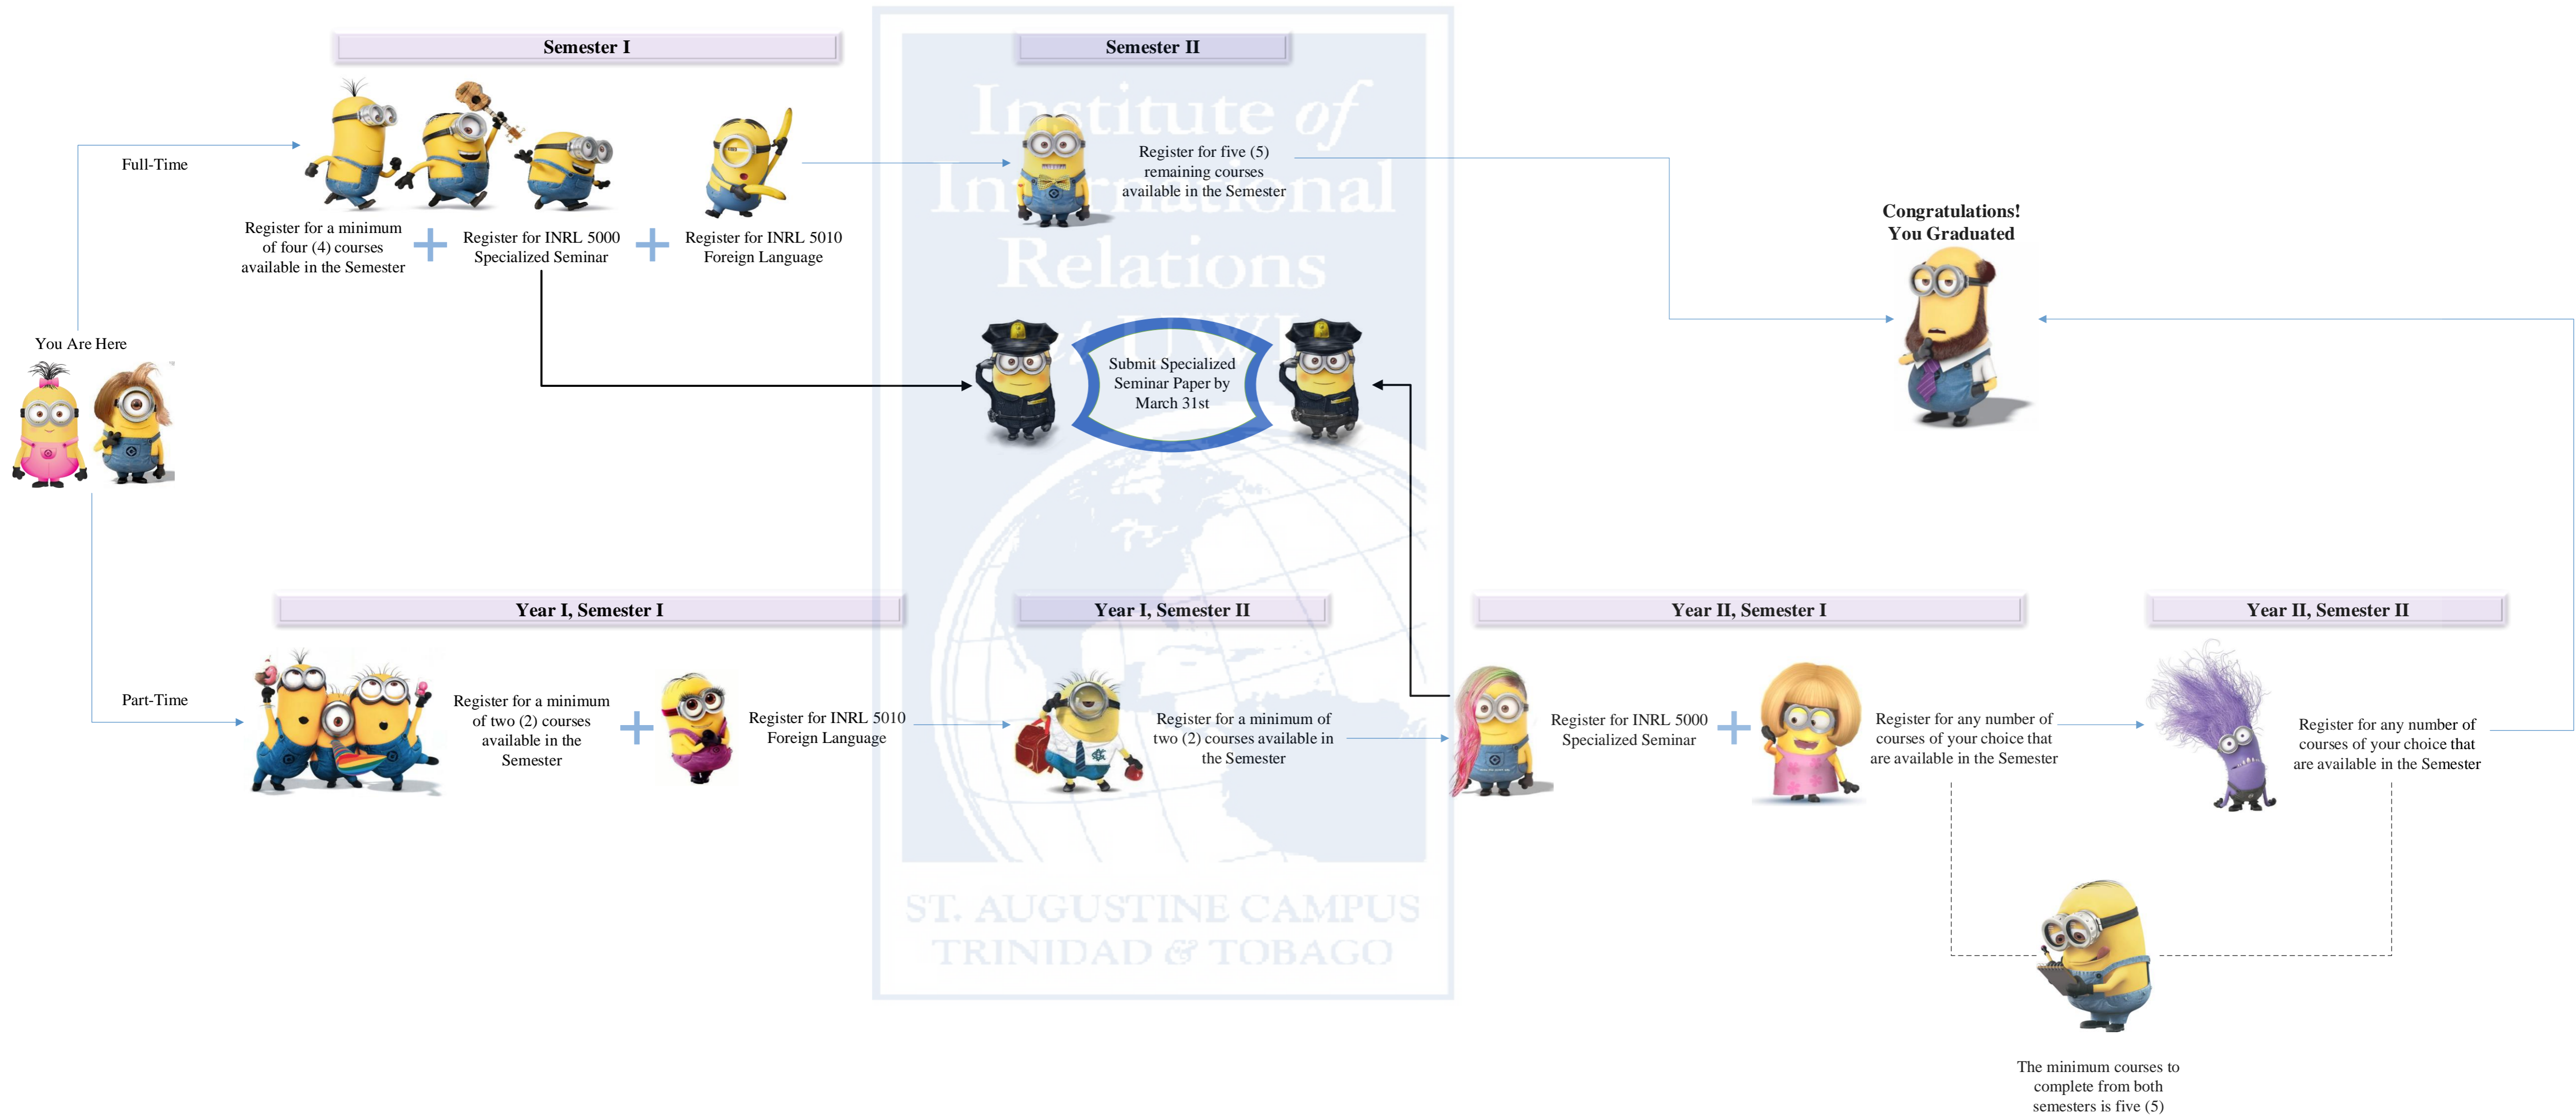 Semester I
Semester II
Institute of
International
Relations
at UWI
Full-Time
Register for a minimum
of four (4) courses
available in the Semester
Register for INRL 5000
Specialized Seminar
Register for INRL 5010
Foreign Language
Register for five (5)
remaining courses
available in the Semester
Congratulations!
You Graduated
You Are Here
Submit Specialized
Seminar Paper by
March 31st
Year I, Semester I
Year I, Semester II
Year II, Semester I
Year II, Semester II
Part-Time
Register for a minimum
of two (2) courses
available in the
Semester
Register for INRL 5010
Foreign Language
Register for a minimum of
two (2) courses available in
the Semester
Register for INRL 5000
Specialized Seminar
Register for any number of
courses of your choice that
are available in the Semester
Register for any number of
courses of your choice that
are available in the Semester
ST. AUGUSTINE CAMPUS
TRINIDAD & TOBAGO
The minimum courses to
complete from both
semesters is five (5)